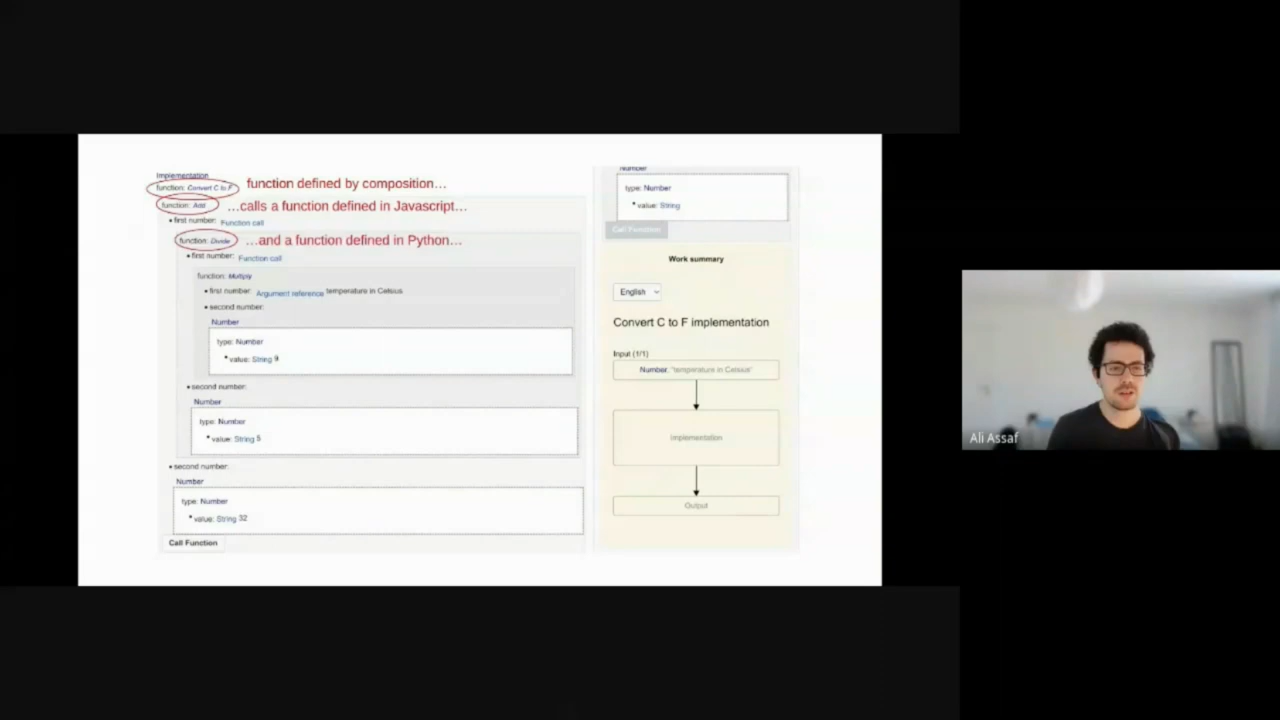 Implementation
function: Convert C to F
function defined by composition…
function: Add
…calls a function defined in Javascript…
• first number: Function call
function: Divide
…and a function defined in Python…
• first number: Function call
function: Multiply
• first number: Argument reference temperature in Celsius
• second number:
Number
type: Number
• value: String 9
• second number:
Number
type: Number
• value: String 5
• second number:
Number
type: Number
• value: String 32
Call Function
Number
type: Number
• value: String
Call Function
Work summary
English
Convert C to F implementation
Input (1/1)
Number, "temperature in Celsius"
Implementation
Output
Ali Assaf